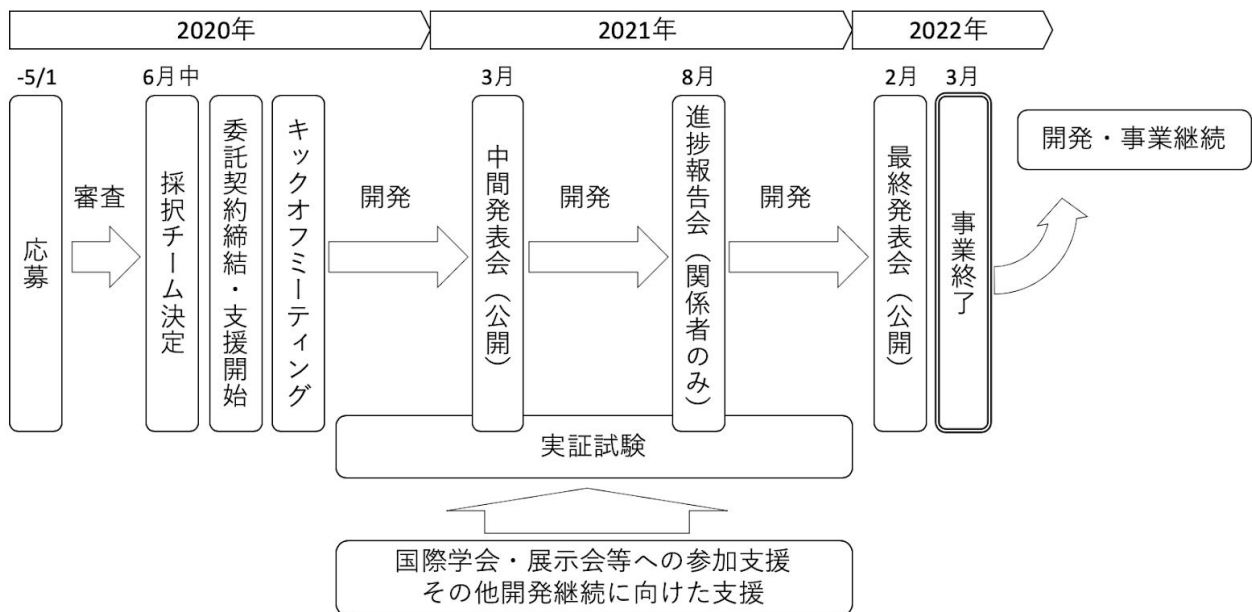 2020年
2021年
2022年
-5/1
6月中
3月
8月
2月
3月
応募
審査
採択チーム決定
委託契約締結・支援開始
キックオフミーティング
開発
中間発表会（公開）
開発
進捗報告会（関係者のみ）
開発
最終発表会（公開）
事業終了
開発・事業継続
実証試験
国際学会・展示会等への参加支援
その他開発継続に向けた支援